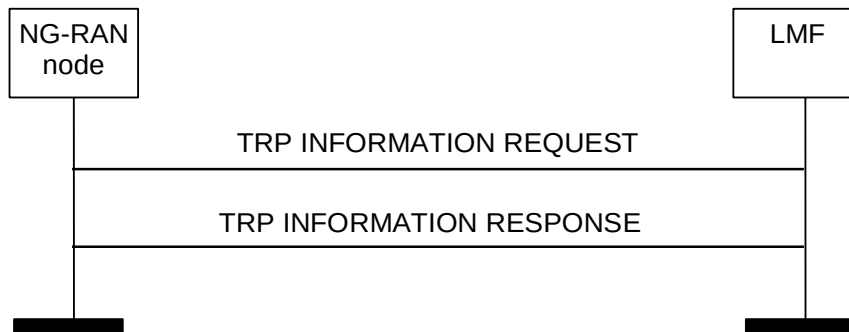 NG-RAN
node
LMF
TRP INFORMATION REQUEST
TRP INFORMATION RESPONSE